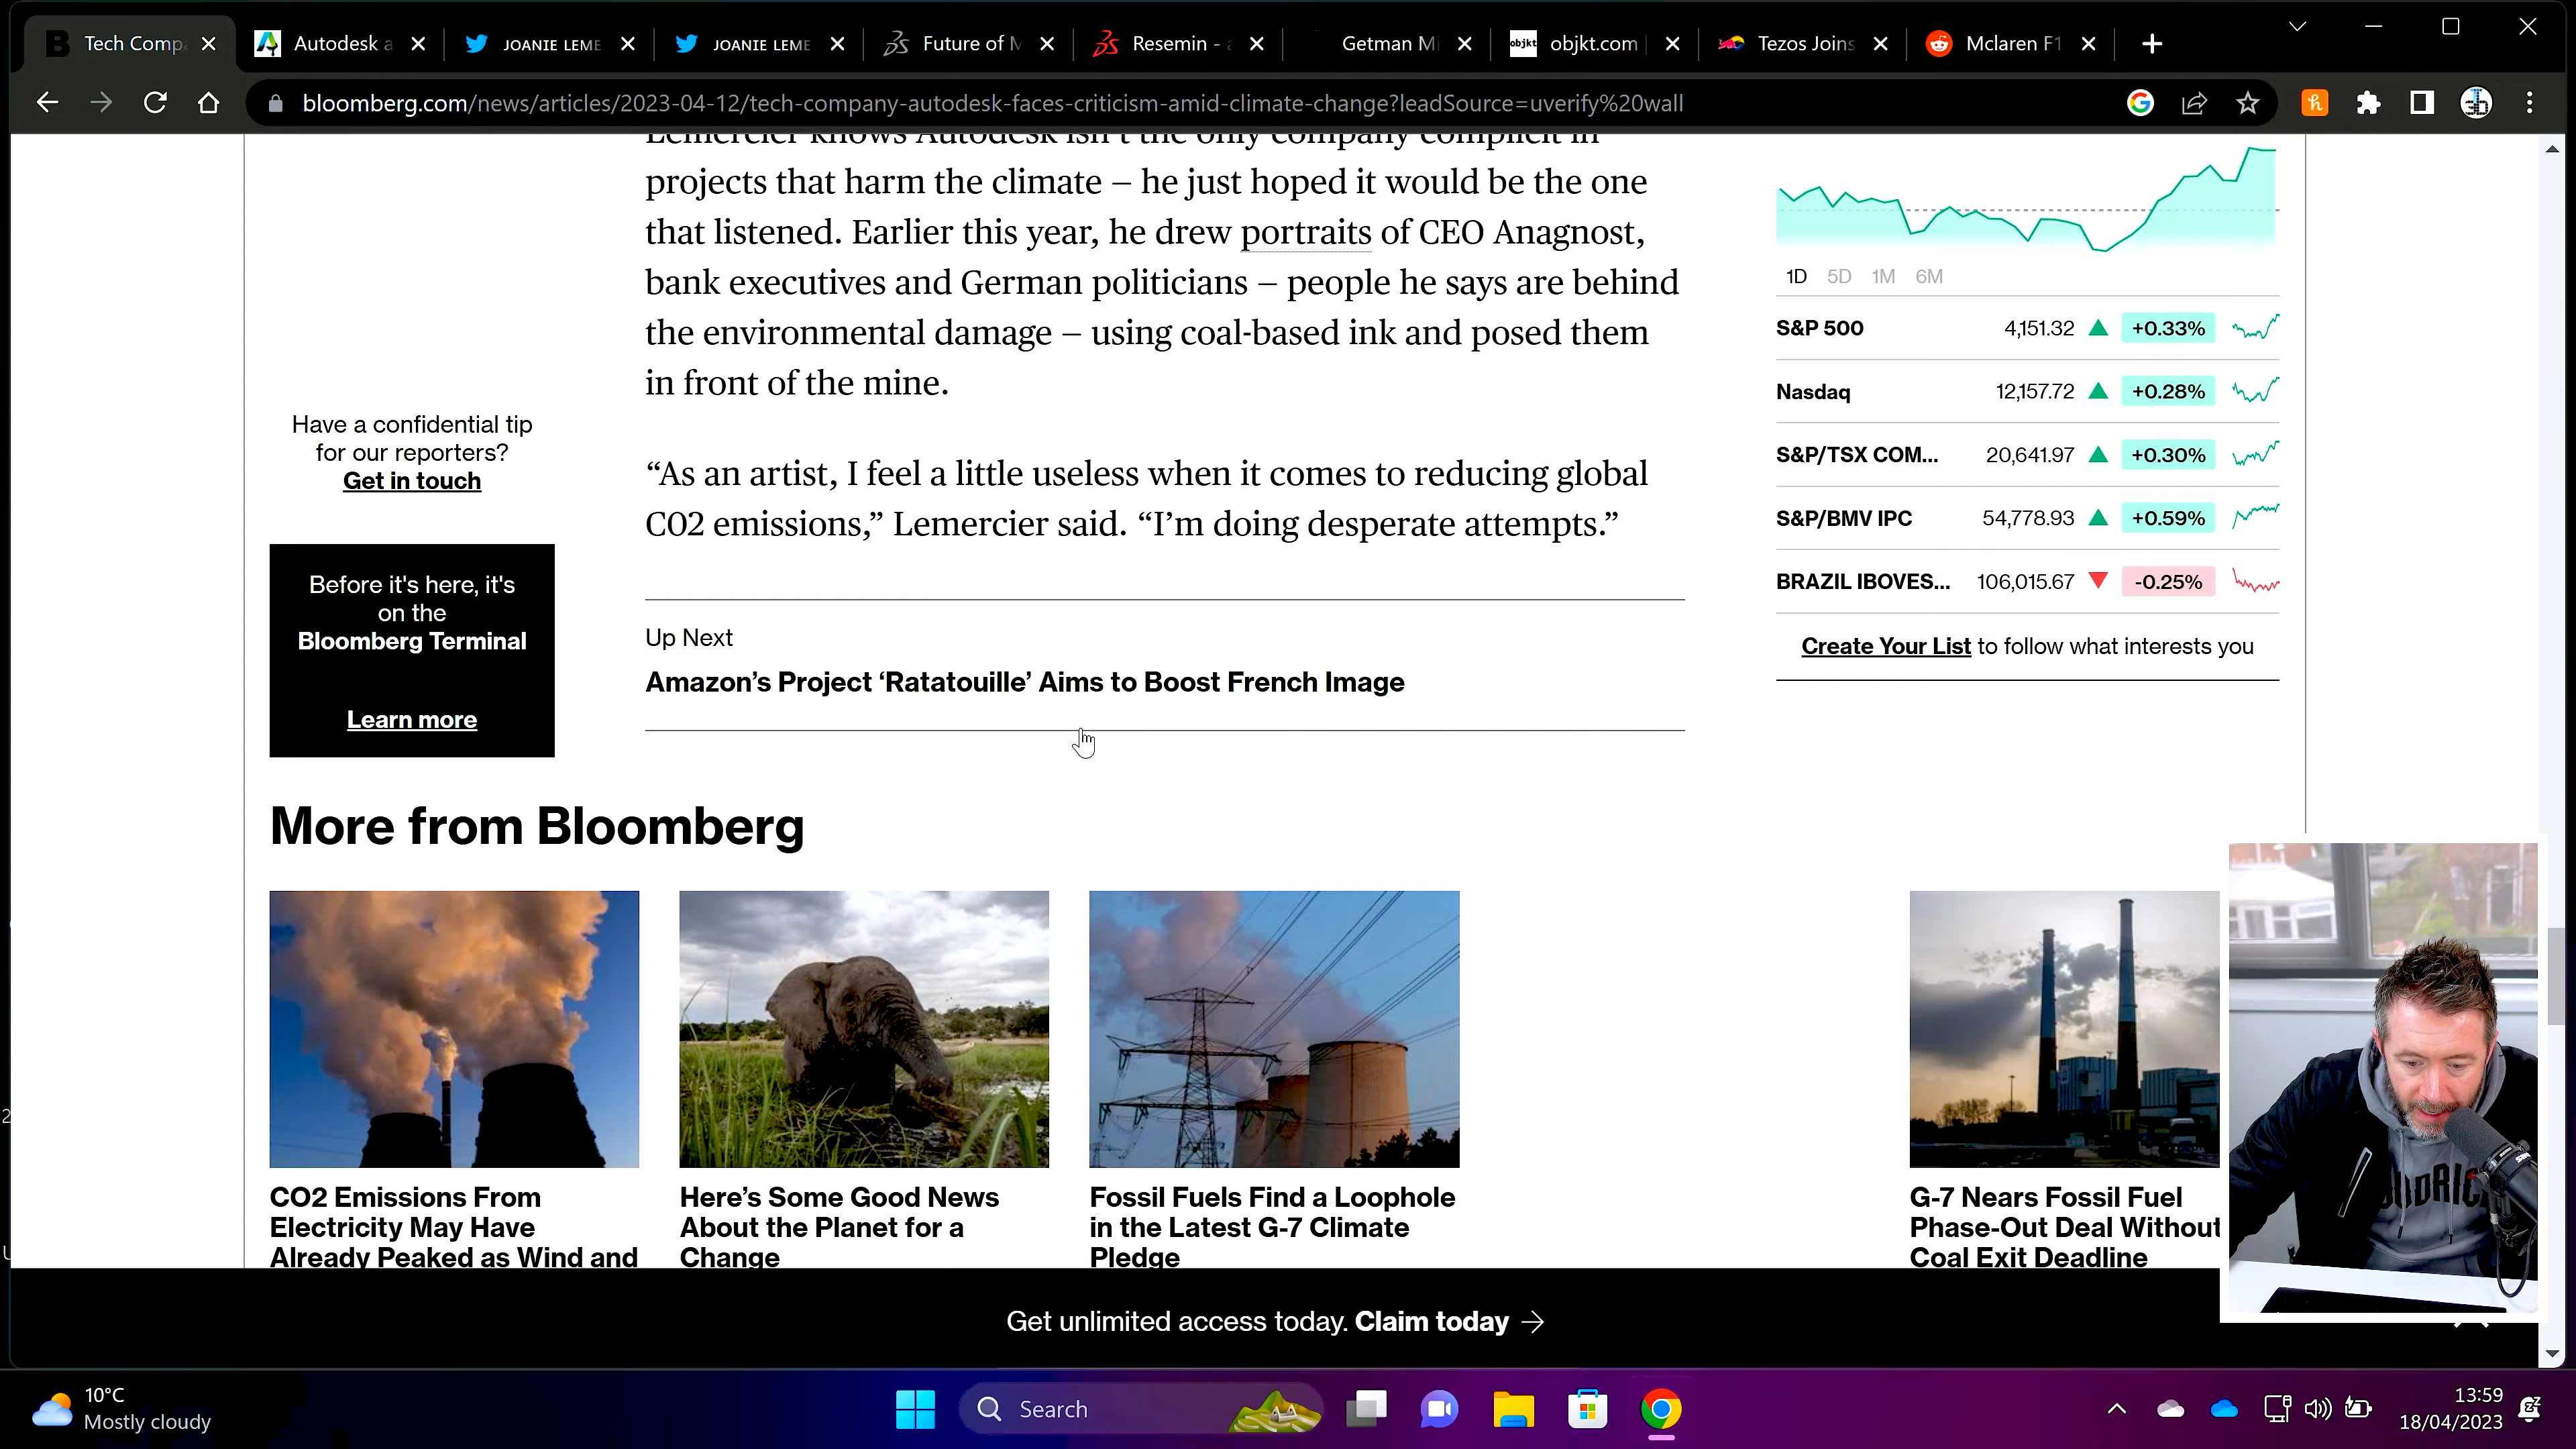 Tech Comp
Autodesk a
JOANIE LEME
JOANIE LEME
Future of M
Resemin - a
Getman Mi
objkt
objkt.com |
Tezos Joins
Mclaren F1
bloomberg.com/news/articles/2023-04-12/tech-company-autodesk-faces-criticism-amid-climate-change?leadSource=uverify%20wall
Lemercier knows Autodesk isn't the only company complicit in
projects that harm the climate – he just hoped it would be the one
that listened. Earlier this year, he drew portraits of CEO Anagnost,
bank executives and German politicians – people he says are behind
the environmental damage – using coal-based ink and posed them
in front of the mine.
“As an artist, I feel a little useless when it comes to reducing global
CO2 emissions,” Lemercier said. “I’m doing desperate attempts.”
Have a confidential tip
for our reporters?
Get in touch
Before it's here, it's
on the
Bloomberg Terminal
Learn more
Up Next
Amazon’s Project ‘Ratatouille’ Aims to Boost French Image
1D 5D 1M 6M
S&P 500 4,151.32 +0.33%
Nasdaq 12,157.72 +0.28%
S&P/TSX COM... 20,641.97 +0.30%
S&P/BMV IPC 54,778.93 +0.59%
BRAZIL IBOVES... 106,015.67 -0.25%
Create Your List to follow what interests you
More from Bloomberg
CO2 Emissions From
Electricity May Have
Already Peaked as Wind and
Here’s Some Good News
About the Planet for a
Change
Fossil Fuels Find a Loophole
in the Latest G-7 Climate
Pledge
G-7 Nears Fossil Fuel
Phase-Out Deal Without
Coal Exit Deadline
Get unlimited access today. Claim today →
10°C
Mostly cloudy
Search
13:59
18/04/2023